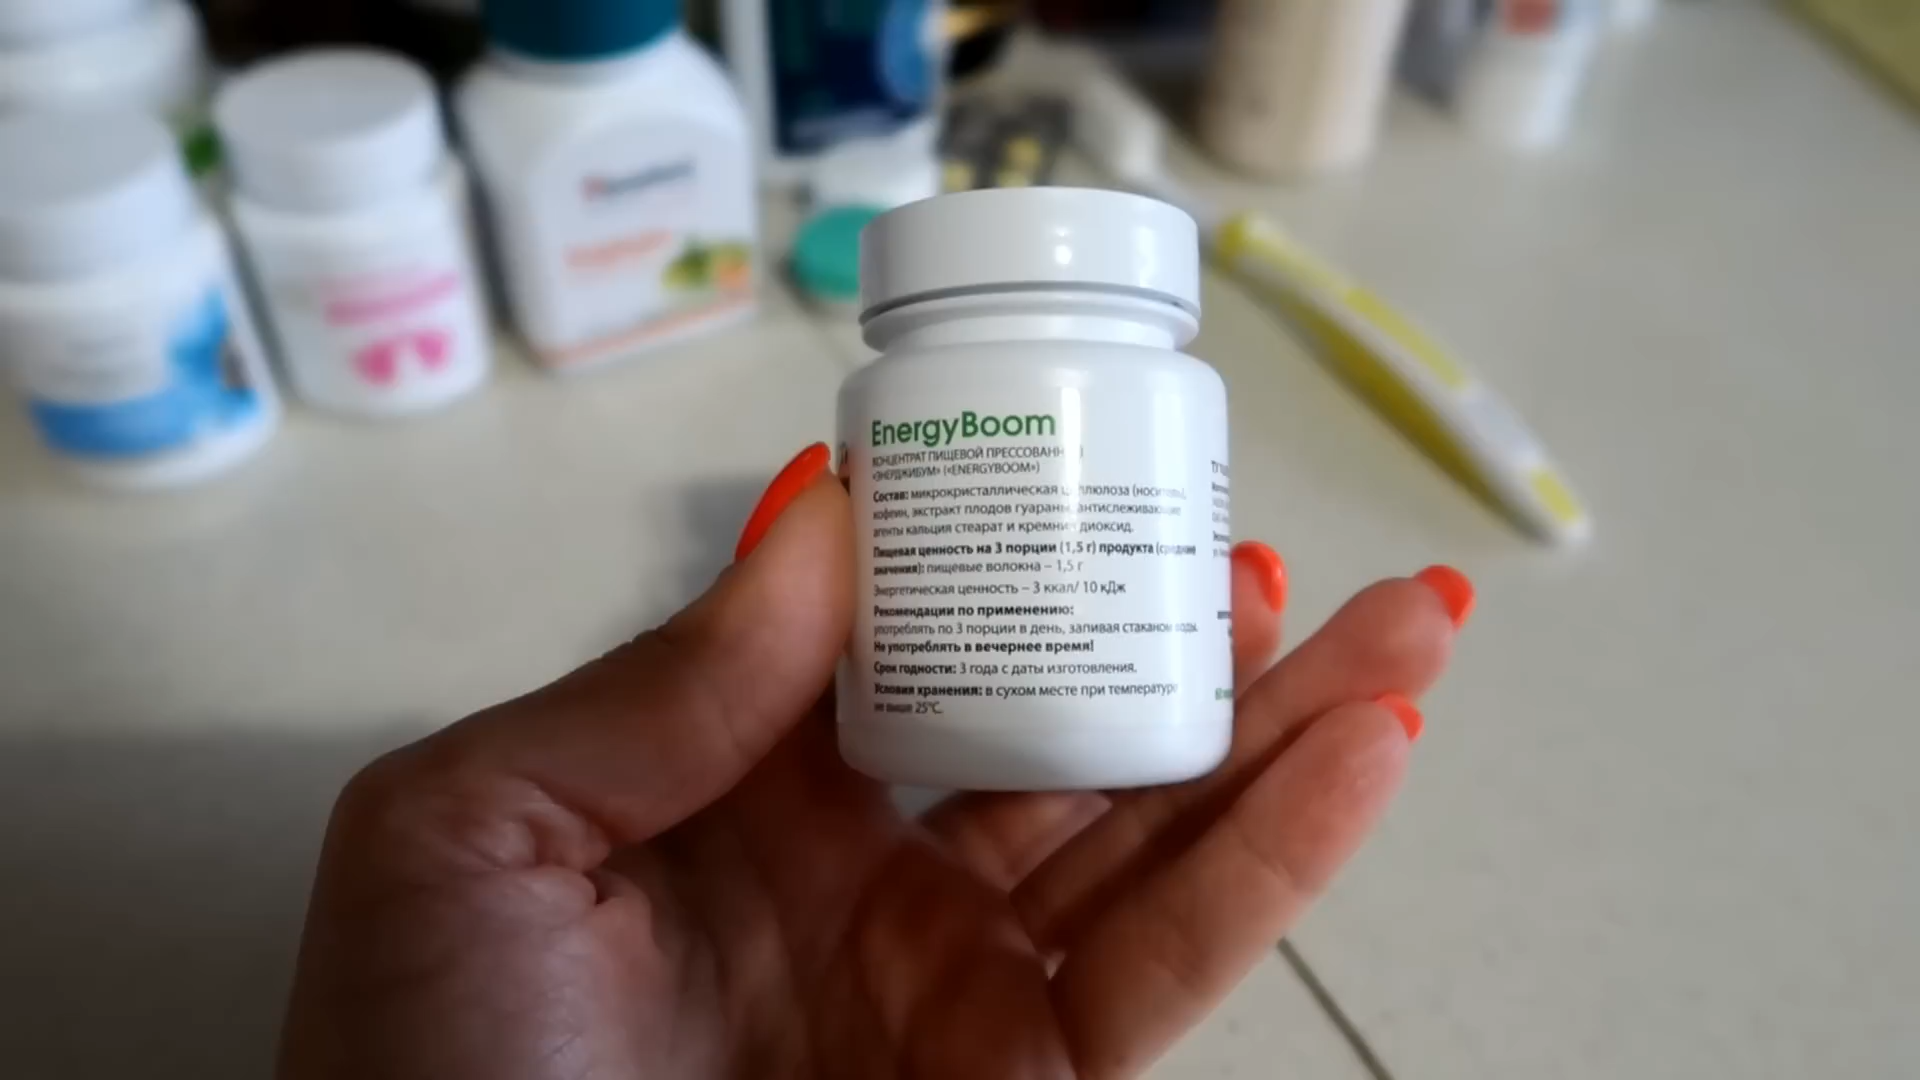 EnergyBoom
КОНЦЕНТРАТ ПИЩЕВОЙ
«ЭНЕРДЖИБУМ» («ENERGYBOOM»)
Состав: микрокристаллическая целлюлоза (носитель),
кофеин, экстракт плодов гуараны, антислеживающие
агенты кальция стеарат и кремния диоксид.
Пищевая ценность на 3 порции (1,5 г) продукта (средние
значения): пищевые волокна – 1,5 г
Энергетическая ценность – 3 ккал/ 10 кДж
Рекомендации по применению:
употреблять по 3 порции в день, запивая стаканом воды.
Не употреблять в вечернее время!
Срок годности: 3 года с даты изготовления.
Условия хранения: в сухом месте при температуре
не выше 25°C.